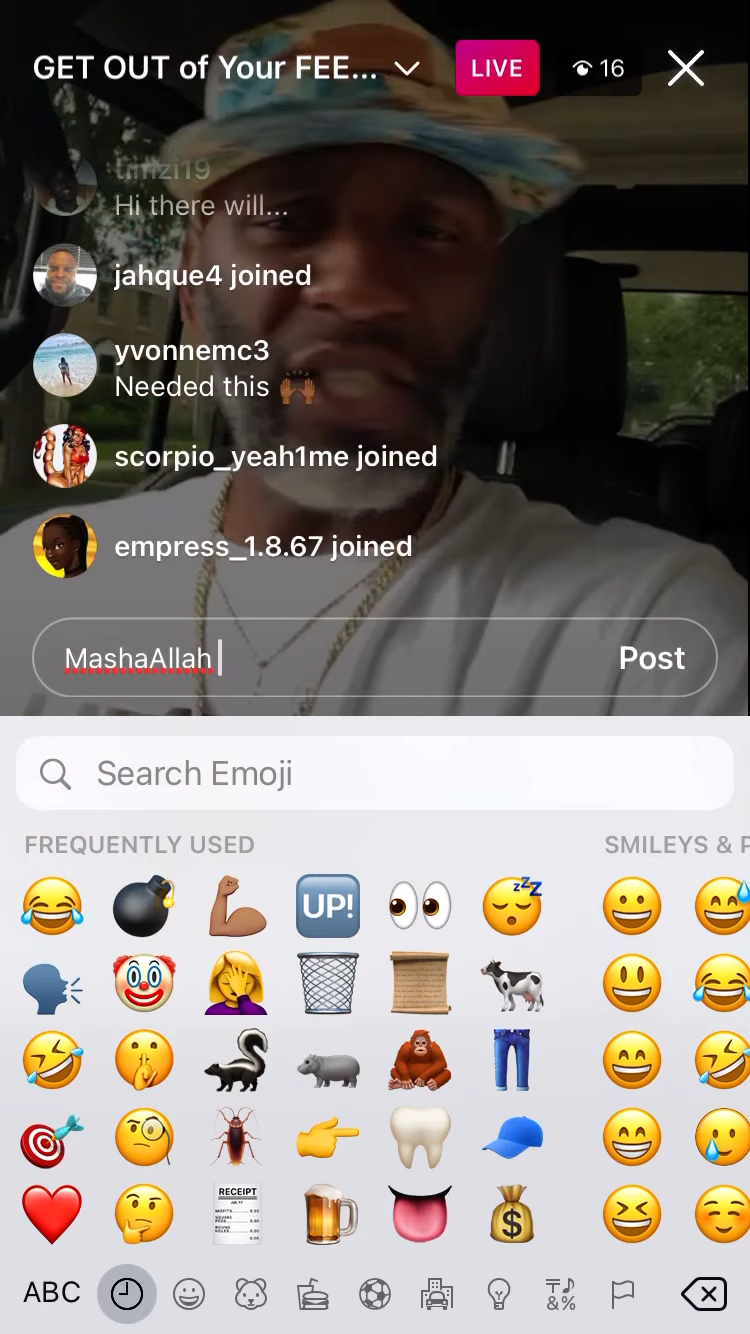 GET OUT of Your FEE...
LIVE
16
timzi19
Hi there will...
jahque4 joined
yvonnemc3
Needed this 🙌🏾
scorpio_yeah1me joined
empress_1.8.67 joined
MashaAllah
Post
Search Emoji
FREQUENTLY USED
SMILEYS & P
UP!
RECEIPT
ABC